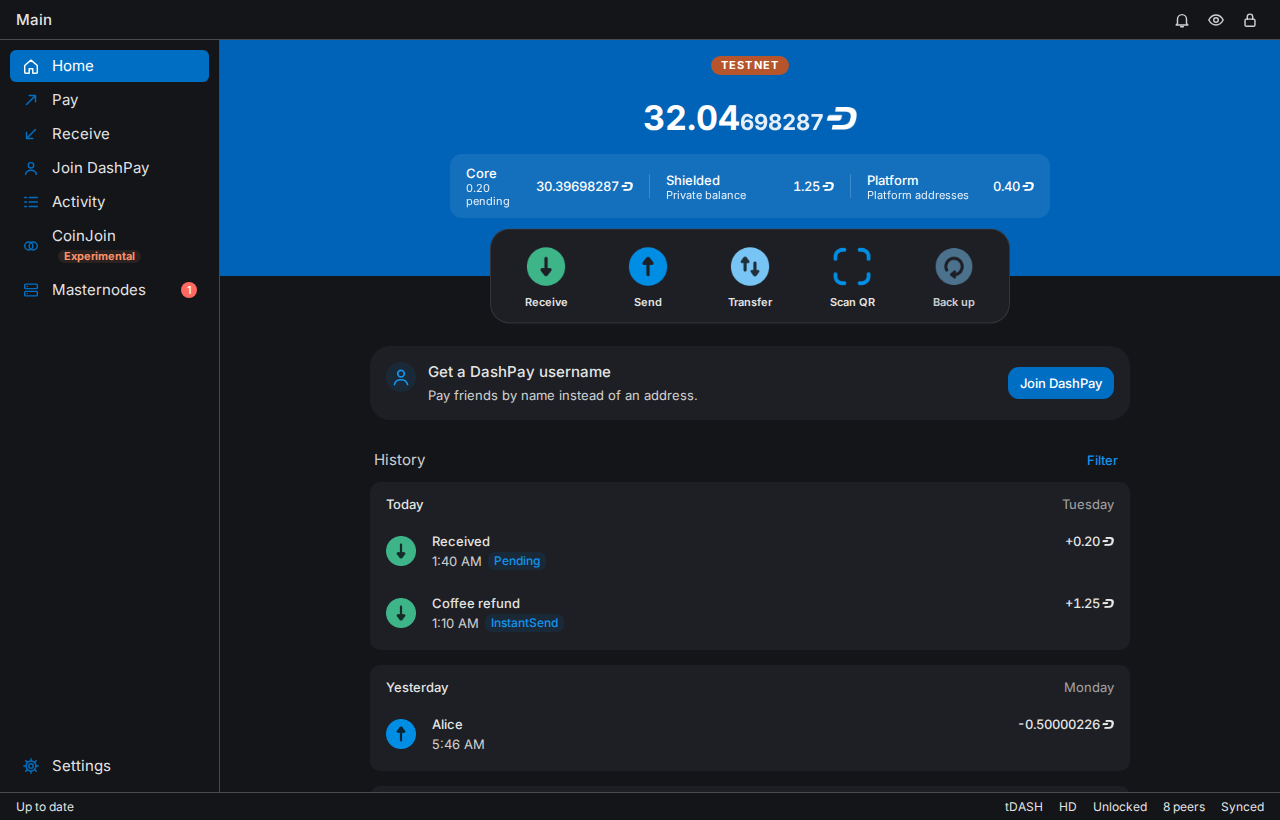 Main
Home
Pay
Receive
Join DashPay
Activity
CoinJoin
Experimental
Masternodes
1
Settings
TESTNET
32.04698287
Core
0.20 pending
30.39698287
Shielded
Private balance
1.25
Platform
Platform addresses
0.40
Receive
Send
Transfer
Scan QR
Back up
Get a DashPay username
Pay friends by name instead of an address.
Join DashPay
History
Filter
Today
Tuesday
Received
+0.20
1:40 AM
Pending
Coffee refund
+1.25
1:10 AM
InstantSend
Yesterday
Monday
Alice
-0.50000226
5:46 AM
Up to date
tDASH
HD
Unlocked
8 peers
Synced